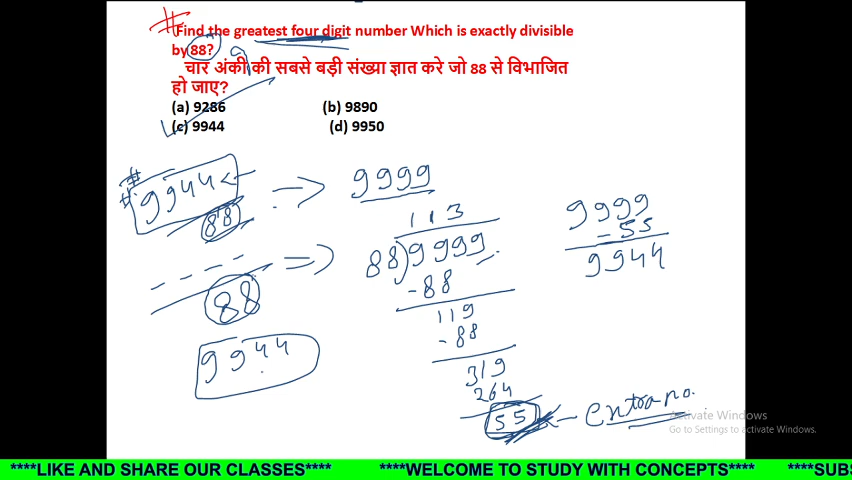 # Find the greatest four digit number Which is exactly divisible
by 88?
चार अंकी की सबसे बड़ी संख्या ज्ञात करे जो 88 से विभाजित
हो जाए?
(a) 9286 (b) 9890
(c) 9944 (d) 9950
#
9944
88
=> 9999
113
88)9999
-88
119
-88
319
264
55
extra no.
9999
-55
9944
----
88
=>
9944
Activate Windows
Go to Settings to activate Windows.
****LIKE AND SHARE OUR CLASSES**** ****WELCOME TO STUDY WITH CONCEPTS**** ****SUBS